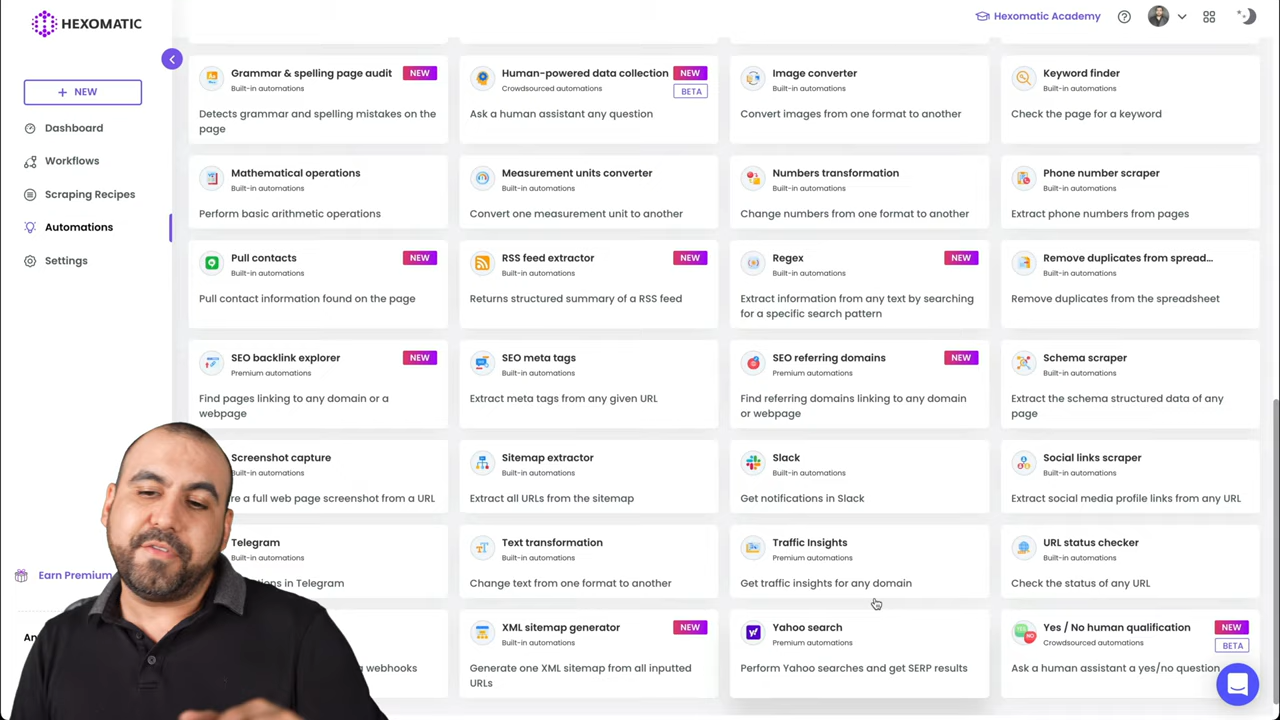 HEXOMATIC
Hexomatic Academy
+ NEW
Dashboard
Workflows
Scraping Recipes
Automations
Settings
Earn Premium
An
Grammar & spelling page audit
NEW
Built-in automations
Detects grammar and spelling mistakes on the
page
Human-powered data collection
NEW
Crowdsourced automations
BETA
Ask a human assistant any question
Image converter
Built-in automations
Convert images from one format to another
Keyword finder
Built-in automations
Check the page for a keyword
Mathematical operations
Built-in automations
Perform basic arithmetic operations
Measurement units converter
Built-in automations
Convert one measurement unit to another
Numbers transformation
Built-in automations
Change numbers from one format to another
Phone number scraper
Built-in automations
Extract phone numbers from pages
Pull contacts
NEW
Built-in automations
Pull contact information found on the page
RSS feed extractor
NEW
Built-in automations
Returns structured summary of a RSS feed
Regex
NEW
Built-in automations
Extract information from any text by searching
for a specific search pattern
Remove duplicates from spread...
Built-in automations
Remove duplicates from the spreadsheet
SEO backlink explorer
NEW
Premium automations
Find pages linking to any domain or a
webpage
SEO meta tags
Built-in automations
Extract meta tags from any given URL
SEO referring domains
NEW
Premium automations
Find referring domains linking to any domain
or webpage
Schema scraper
Built-in automations
Extract the schema structured data of any
page
Screenshot capture
Built-in automations
re a full web page screenshot from a URL
Sitemap extractor
Built-in automations
Extract all URLs from the sitemap
Slack
Built-in automations
Get notifications in Slack
Social links scraper
Built-in automations
Extract social media profile links from any URL
Telegram
Built-in automations
ions in Telegram
Text transformation
Built-in automations
Change text from one format to another
Traffic Insights
Premium automations
Get traffic insights for any domain
URL status checker
Built-in automations
Check the status of any URL
webhooks
XML sitemap generator
NEW
Built-in automations
Generate one XML sitemap from all inputted
URLs
Yahoo search
Premium automations
Perform Yahoo searches and get SERP results
Yes / No human qualification
NEW
Crowdsourced automations
BETA
Ask a human assistant a yes/no question